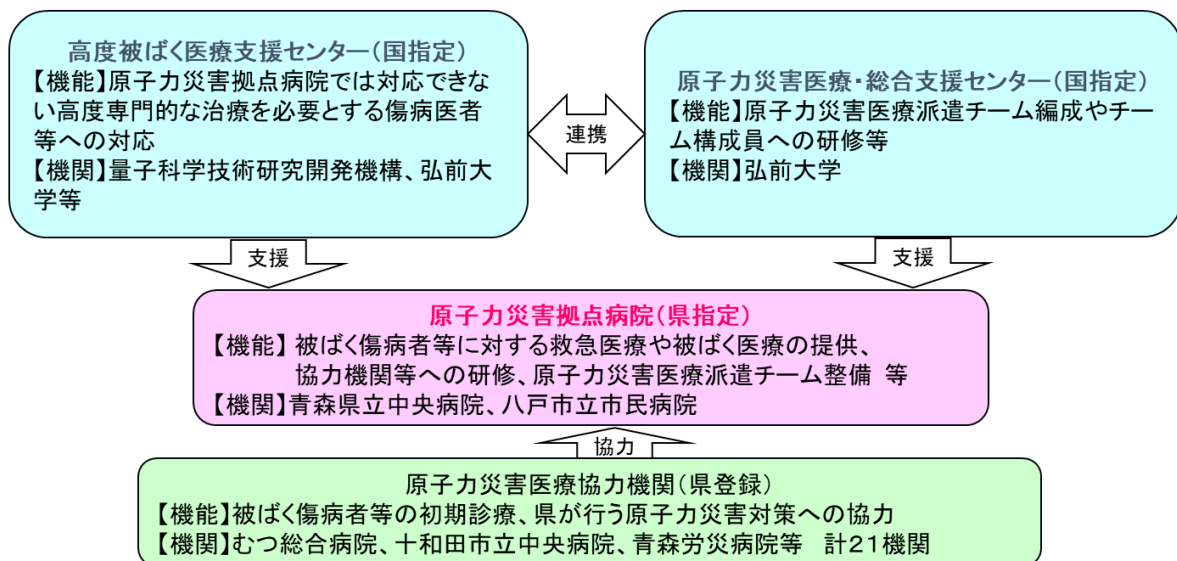 高度被ばく医療支援センター(国指定)
【機能】原子力災害拠点病院では対応できな
い高度専門的な治療を必要とする傷病医者
等への対応
【機関】量子科学技術研究開発機構、弘前大
学等
連携
原子力災害医療・総合支援センター(国指定)
【機能】原子力災害医療派遣チーム編成やチー
ム構成員への研修等
【機関】弘前大学
支援
支援
原子力災害拠点病院(県指定)
【機能】 被ばく傷病者等に対する救急医療や被ばく医療の提供、
協力機関等への研修、原子力災害医療派遣チーム整備 等
【機関】青森県立中央病院、八戸市立市民病院
協力
原子力災害医療協力機関(県登録)
【機能】被ばく傷病者等の初期診療、県が行う原子力災害対策への協力
【機関】むつ総合病院、十和田市立中央病院、青森労災病院等 計21機関